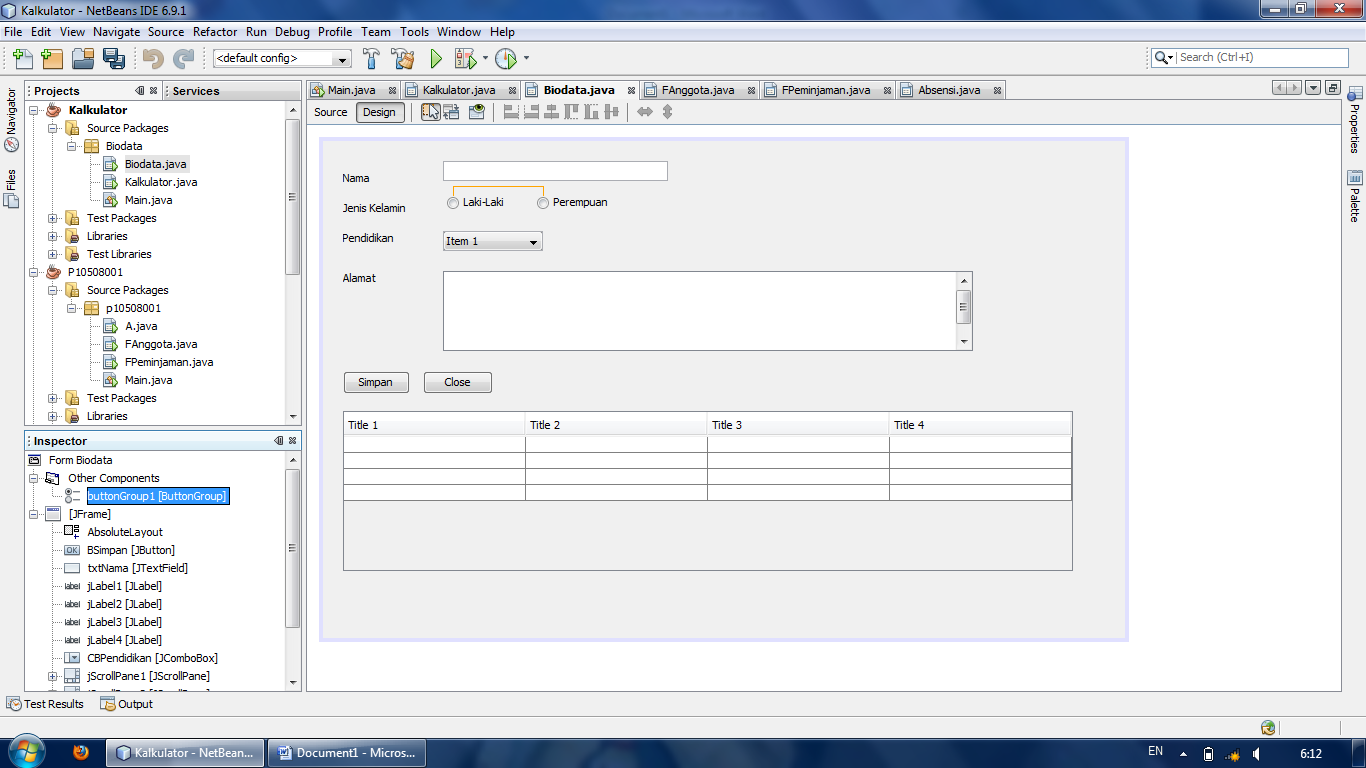 Kalkulator - NetBeans IDE 6.9.1
File Edit View Navigate Source Refactor Run Debug Profile Team Tools Window Help
<default config>
Search (Ctrl+I)
Navigator
Files
Projects
Services
Kalkulator
Source Packages
Biodata
Biodata.java
Kalkulator.java
Main.java
Test Packages
Libraries
Test Libraries
P10508001
Source Packages
p10508001
A.java
FAnggota.java
FPeminjaman.java
Main.java
Test Packages
Libraries
Inspector
Form Biodata
Other Components
buttonGroup1 [ButtonGroup]
[JFrame]
AbsoluteLayout
OK BSimpan [JButton]
txtNama [JTextField]
label jLabel1 [JLabel]
label jLabel2 [JLabel]
label jLabel3 [JLabel]
label jLabel4 [JLabel]
CBPendidikan [JComboBox]
jScrollPane1 [JScrollPane]
Main.java Kalkulator.java Biodata.java FAnggota.java FPeminjaman.java Absensi.java
Source Design
Nama
Jenis Kelamin Laki-Laki Perempuan
Pendidikan Item 1
Alamat
Simpan Close
Title 1 Title 2 Title 3 Title 4
Properties
Palette
Test Results Output
Kalkulator - NetBean... Document1 - Micros... EN 6:12